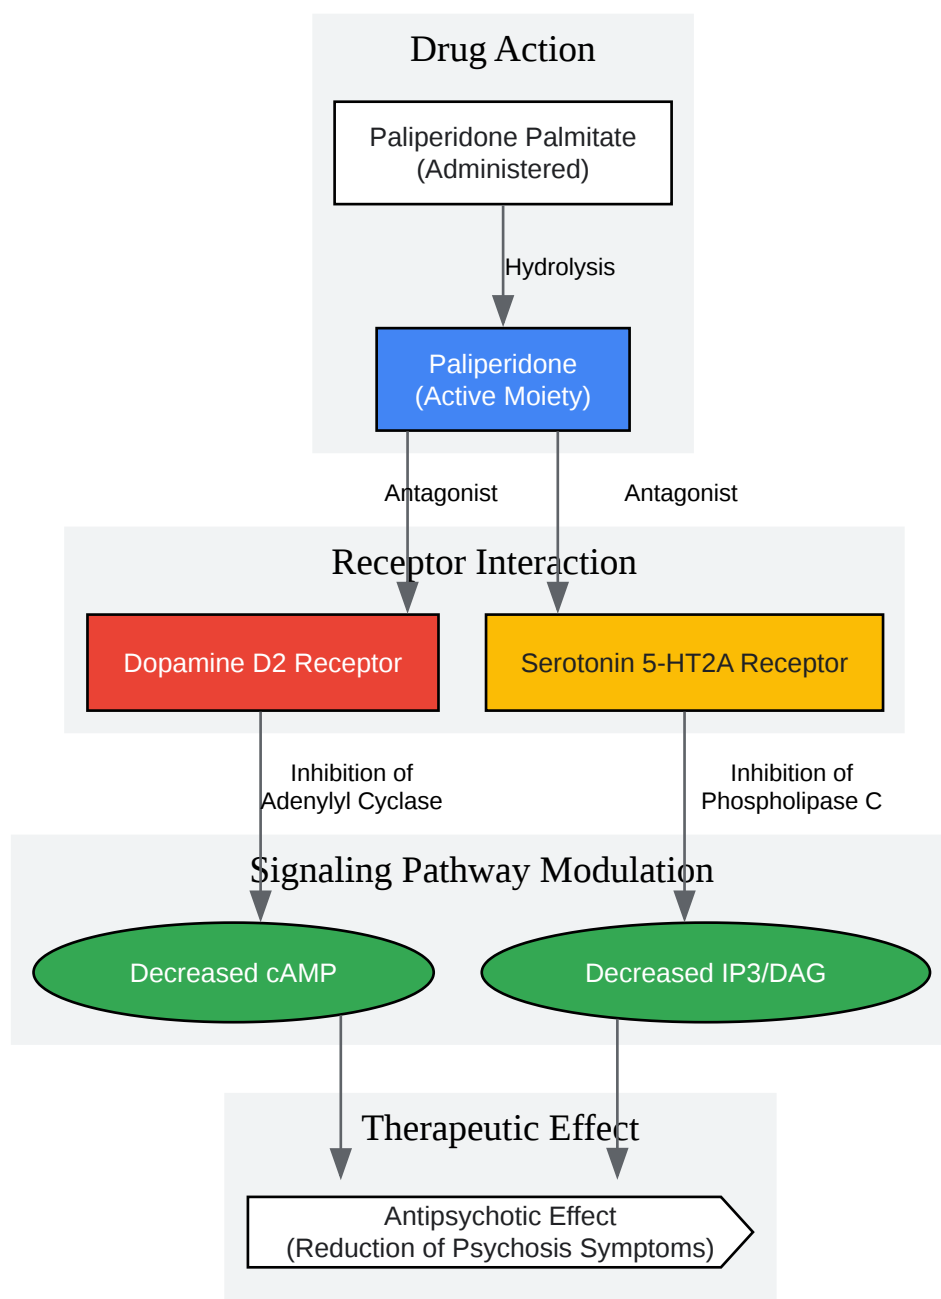 Drug Action
Paliperidone Palmitate
(Administered)
Hydrolysis
Paliperidone
(Active Moiety)
Antagonist
Antagonist
Receptor Interaction
Dopamine D2 Receptor
Serotonin 5-HT2A Receptor
Inhibition of
Adenylyl Cyclase
Inhibition of
Phospholipase C
Signaling Pathway Modulation
Decreased cAMP
Decreased IP3/DAG
Therapeutic Effect
Antipsychotic Effect
(Reduction of Psychosis Symptoms)